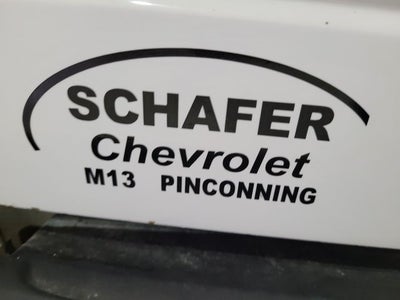 SCHAFER
Chevrolet
M13 PINCONNING